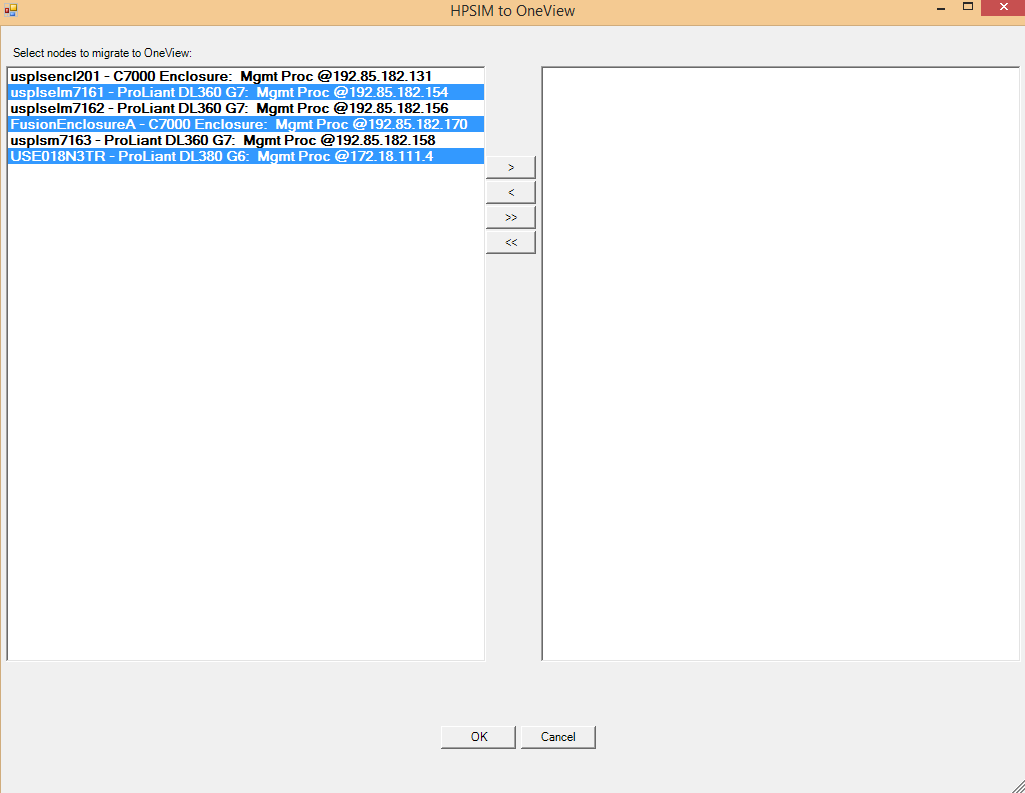 HPSIM to OneView
Select nodes to migrate to OneView:
usplsencl201 - C7000 Enclosure:  Mgmt Proc @192.85.182.131
usplselm7161 - ProLiant DL360 G7:  Mgmt Proc @192.85.182.154
usplselm7162 - ProLiant DL360 G7:  Mgmt Proc @192.85.182.156
FusionEnclosureA - C7000 Enclosure:  Mgmt Proc @192.85.182.170
usplsm7163 - ProLiant DL360 G7:  Mgmt Proc @192.85.182.158
USE018N3TR - ProLiant DL380 G6:  Mgmt Proc @172.18.111.4
>
<
>>
<<
OK
Cancel